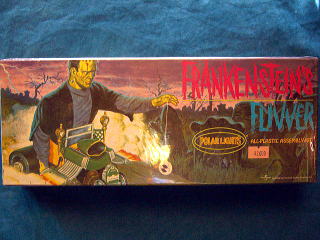 FRANKENSTEIN'S
FLIVVER
POLAR LIGHTS
ALL-PLASTIC ASSEMBLY KIT